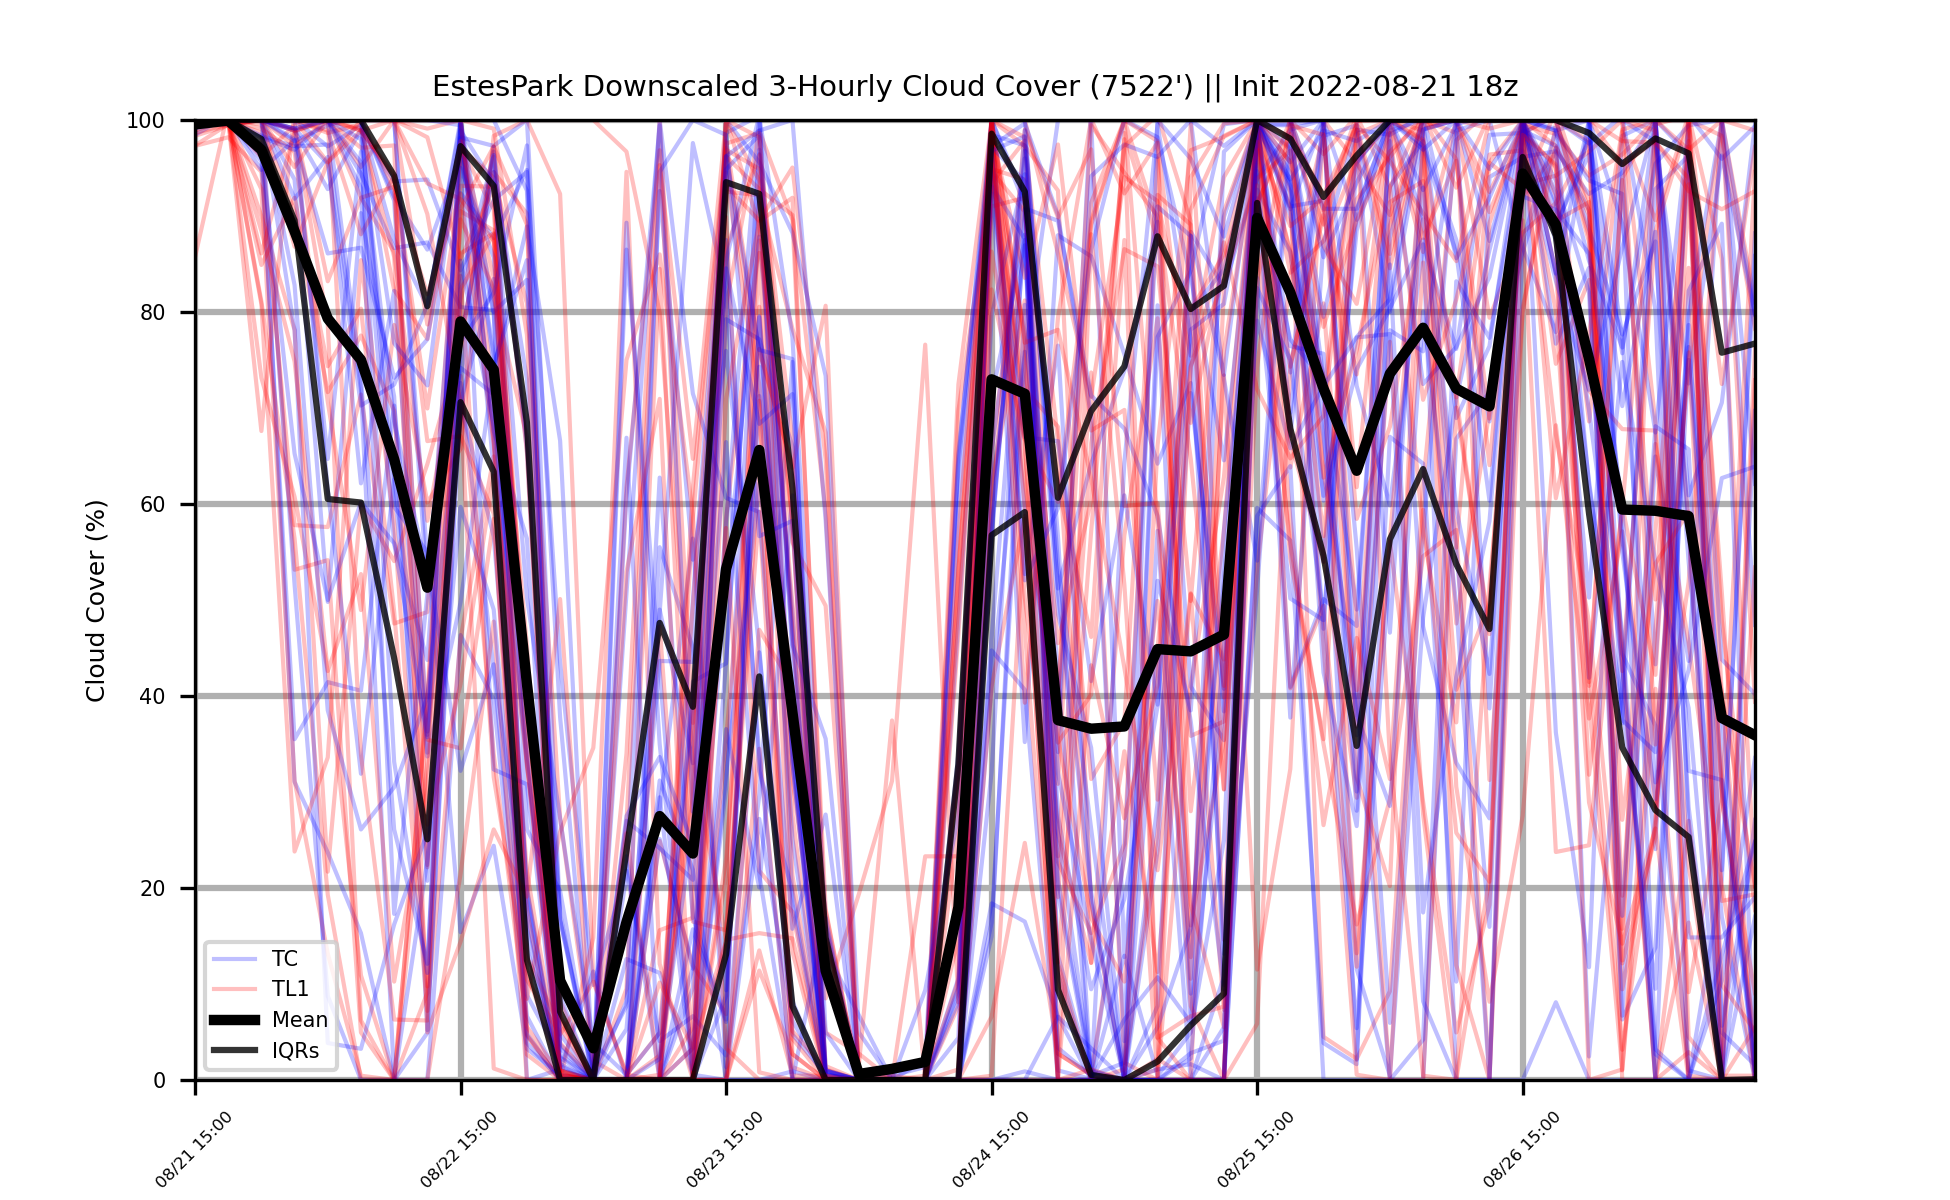 EstesPark Downscaled 3-Hourly Cloud Cover (7522') || Init 2022-08-21 18z
Cloud Cover (%)
100
80
60
40
20
0
TC
TL1
Mean
IQRs
08/21 15:00
08/22 15:00
08/23 15:00
08/24 15:00
08/25 15:00
08/26 15:00